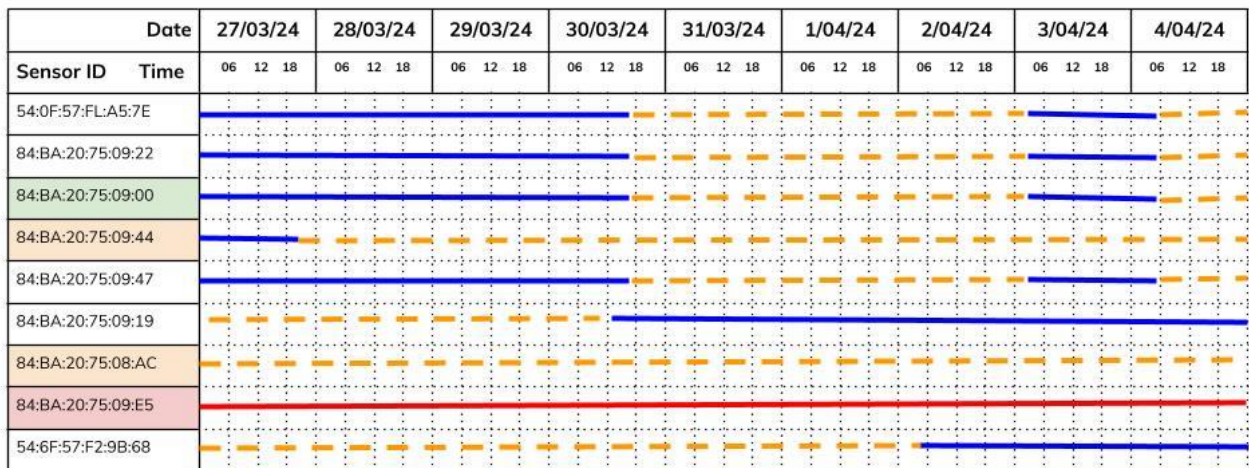 Date 27/03/24 28/03/24 29/03/24 30/03/24 31/03/24 1/04/24 2/04/24 3/04/24 4/04/24
Sensor ID Time 06 12 18 06 12 18 06 12 18 06 12 18 06 12 18 06 12 18 06 12 18 06 12 18 06 12 18
54:0F:57:FL:A5:7E
84:BA:20:75:09:22
84:BA:20:75:09:00
84:BA:20:75:09:44
84:BA:20:75:09:47
84:BA:20:75:09:19
84:BA:20:75:08:AC
84:BA:20:75:09:E5
54:6F:57:F2:9B:68